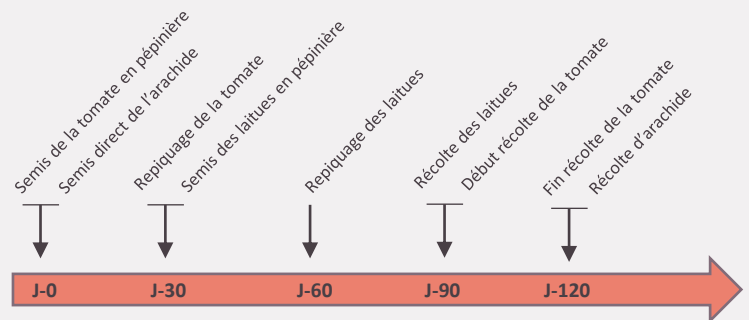 Semis de la tomate en pépinière
Semis direct de l'arachide
Repiquage de la tomate
Semis des laitues en pépinière
Repiquage des laitues
Récolte des laitues
Début récolte de la tomate
Fin récolte de la tomate
Récolte d'arachide
J-0
J-30
J-60
J-90
J-120